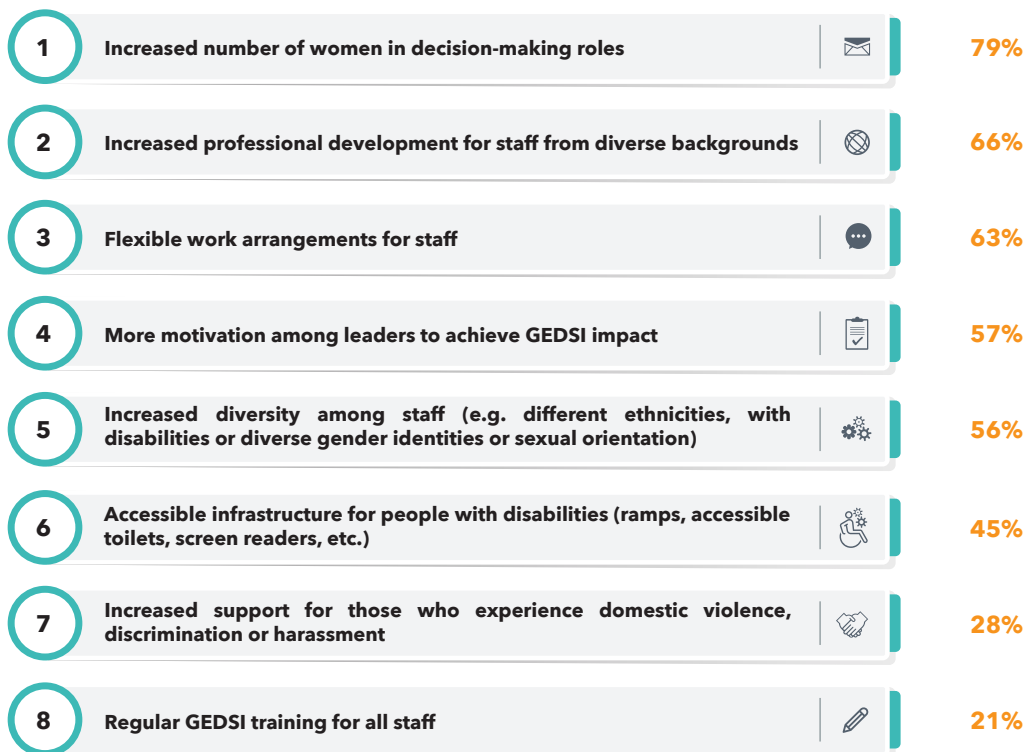 1 Increased number of women in decision-making roles 79%
2 Increased professional development for staff from diverse backgrounds 66%
3 Flexible work arrangements for staff 63%
4 More motivation among leaders to achieve GEDSI impact 57%
5 Increased diversity among staff (e.g. different ethnicities, with
disabilities or diverse gender identities or sexual orientation) 56%
6 Accessible infrastructure for people with disabilities (ramps, accessible
toilets, screen readers, etc.) 45%
7 Increased support for those who experience domestic violence,
discrimination or harassment 28%
8 Regular GEDSI training for all staff 21%